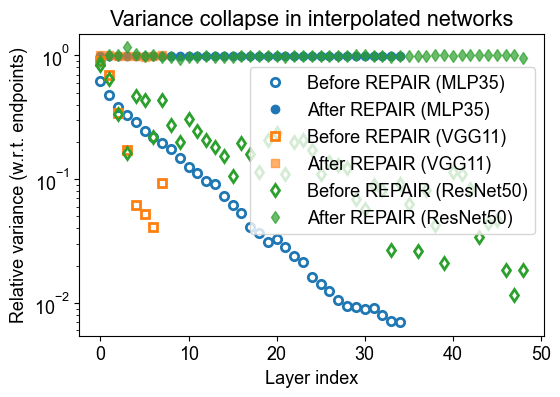 Variance collapse in interpolated networks
Relative variance (w.r.t. endpoints)
10⁰
10⁻¹
10⁻²
Before REPAIR (MLP35)
After REPAIR (MLP35)
Before REPAIR (VGG11)
After REPAIR (VGG11)
Before REPAIR (ResNet50)
After REPAIR (ResNet50)
0 10 20 30 40 50
Layer index